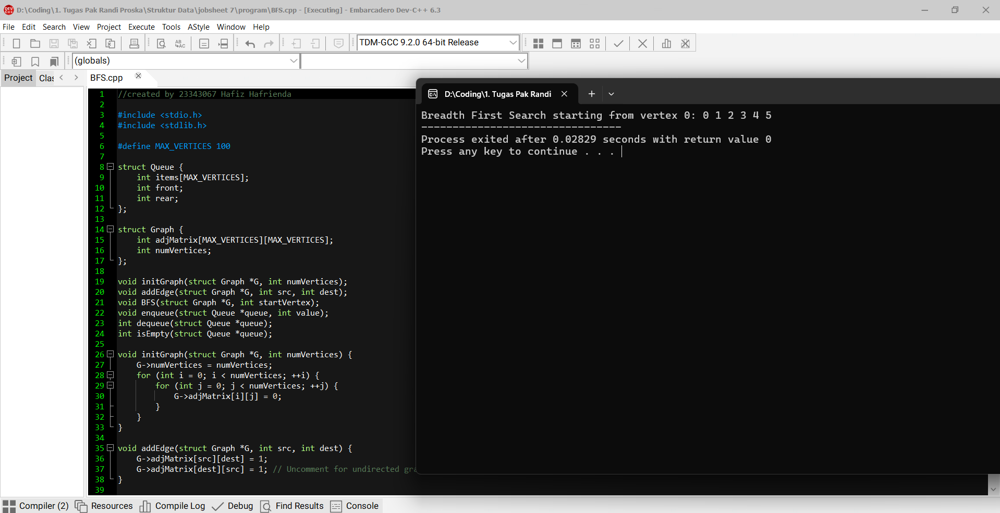 D:\Coding\1. Tugas Pak Randi Proska\Struktur Data\jobsheet 7\program\BFS.cpp - [Executing] - Embarcadero Dev-C++ 6.3
File Edit Search View Project Execute Tools AStyle Window Help
TDM-GCC 9.2.0 64-bit Release
(globals)
Project Clas
BFS.cpp
1 //created by 23343067 Hafiz Hafrienda
2
3 #include <stdio.h>
4 #include <stdlib.h>
5
6 #define MAX_VERTICES 100
7
8 struct Queue {
9 int items[MAX_VERTICES];
10 int front;
11 int rear;
12 };
13
14 struct Graph {
15 int adjMatrix[MAX_VERTICES][MAX_VERTICES];
16 int numVertices;
17 };
18
19 void initGraph(struct Graph *G, int numVertices);
20 void addEdge(struct Graph *G, int src, int dest);
21 void BFS(struct Graph *G, int startVertex);
22 void enqueue(struct Queue *queue, int value);
23 int dequeue(struct Queue *queue);
24 int isEmpty(struct Queue *queue);
25
26 void initGraph(struct Graph *G, int numVertices) {
27 G->numVertices = numVertices;
28 for (int i = 0; i < numVertices; ++i) {
29 for (int j = 0; j < numVertices; ++j) {
30 G->adjMatrix[i][j] = 0;
31 }
32 }
33 }
34
35 void addEdge(struct Graph *G, int src, int dest) {
36 G->adjMatrix[src][dest] = 1;
37 G->adjMatrix[dest][src] = 1; // Uncomment for undirected gra
38 }
39
D:\Coding\1. Tugas Pak Randi
Breadth First Search starting from vertex 0: 0 1 2 3 4 5
--------------------------------
Process exited after 0.02829 seconds with return value 0
Press any key to continue . . .
Compiler (2) Resources Compile Log Debug Find Results Console